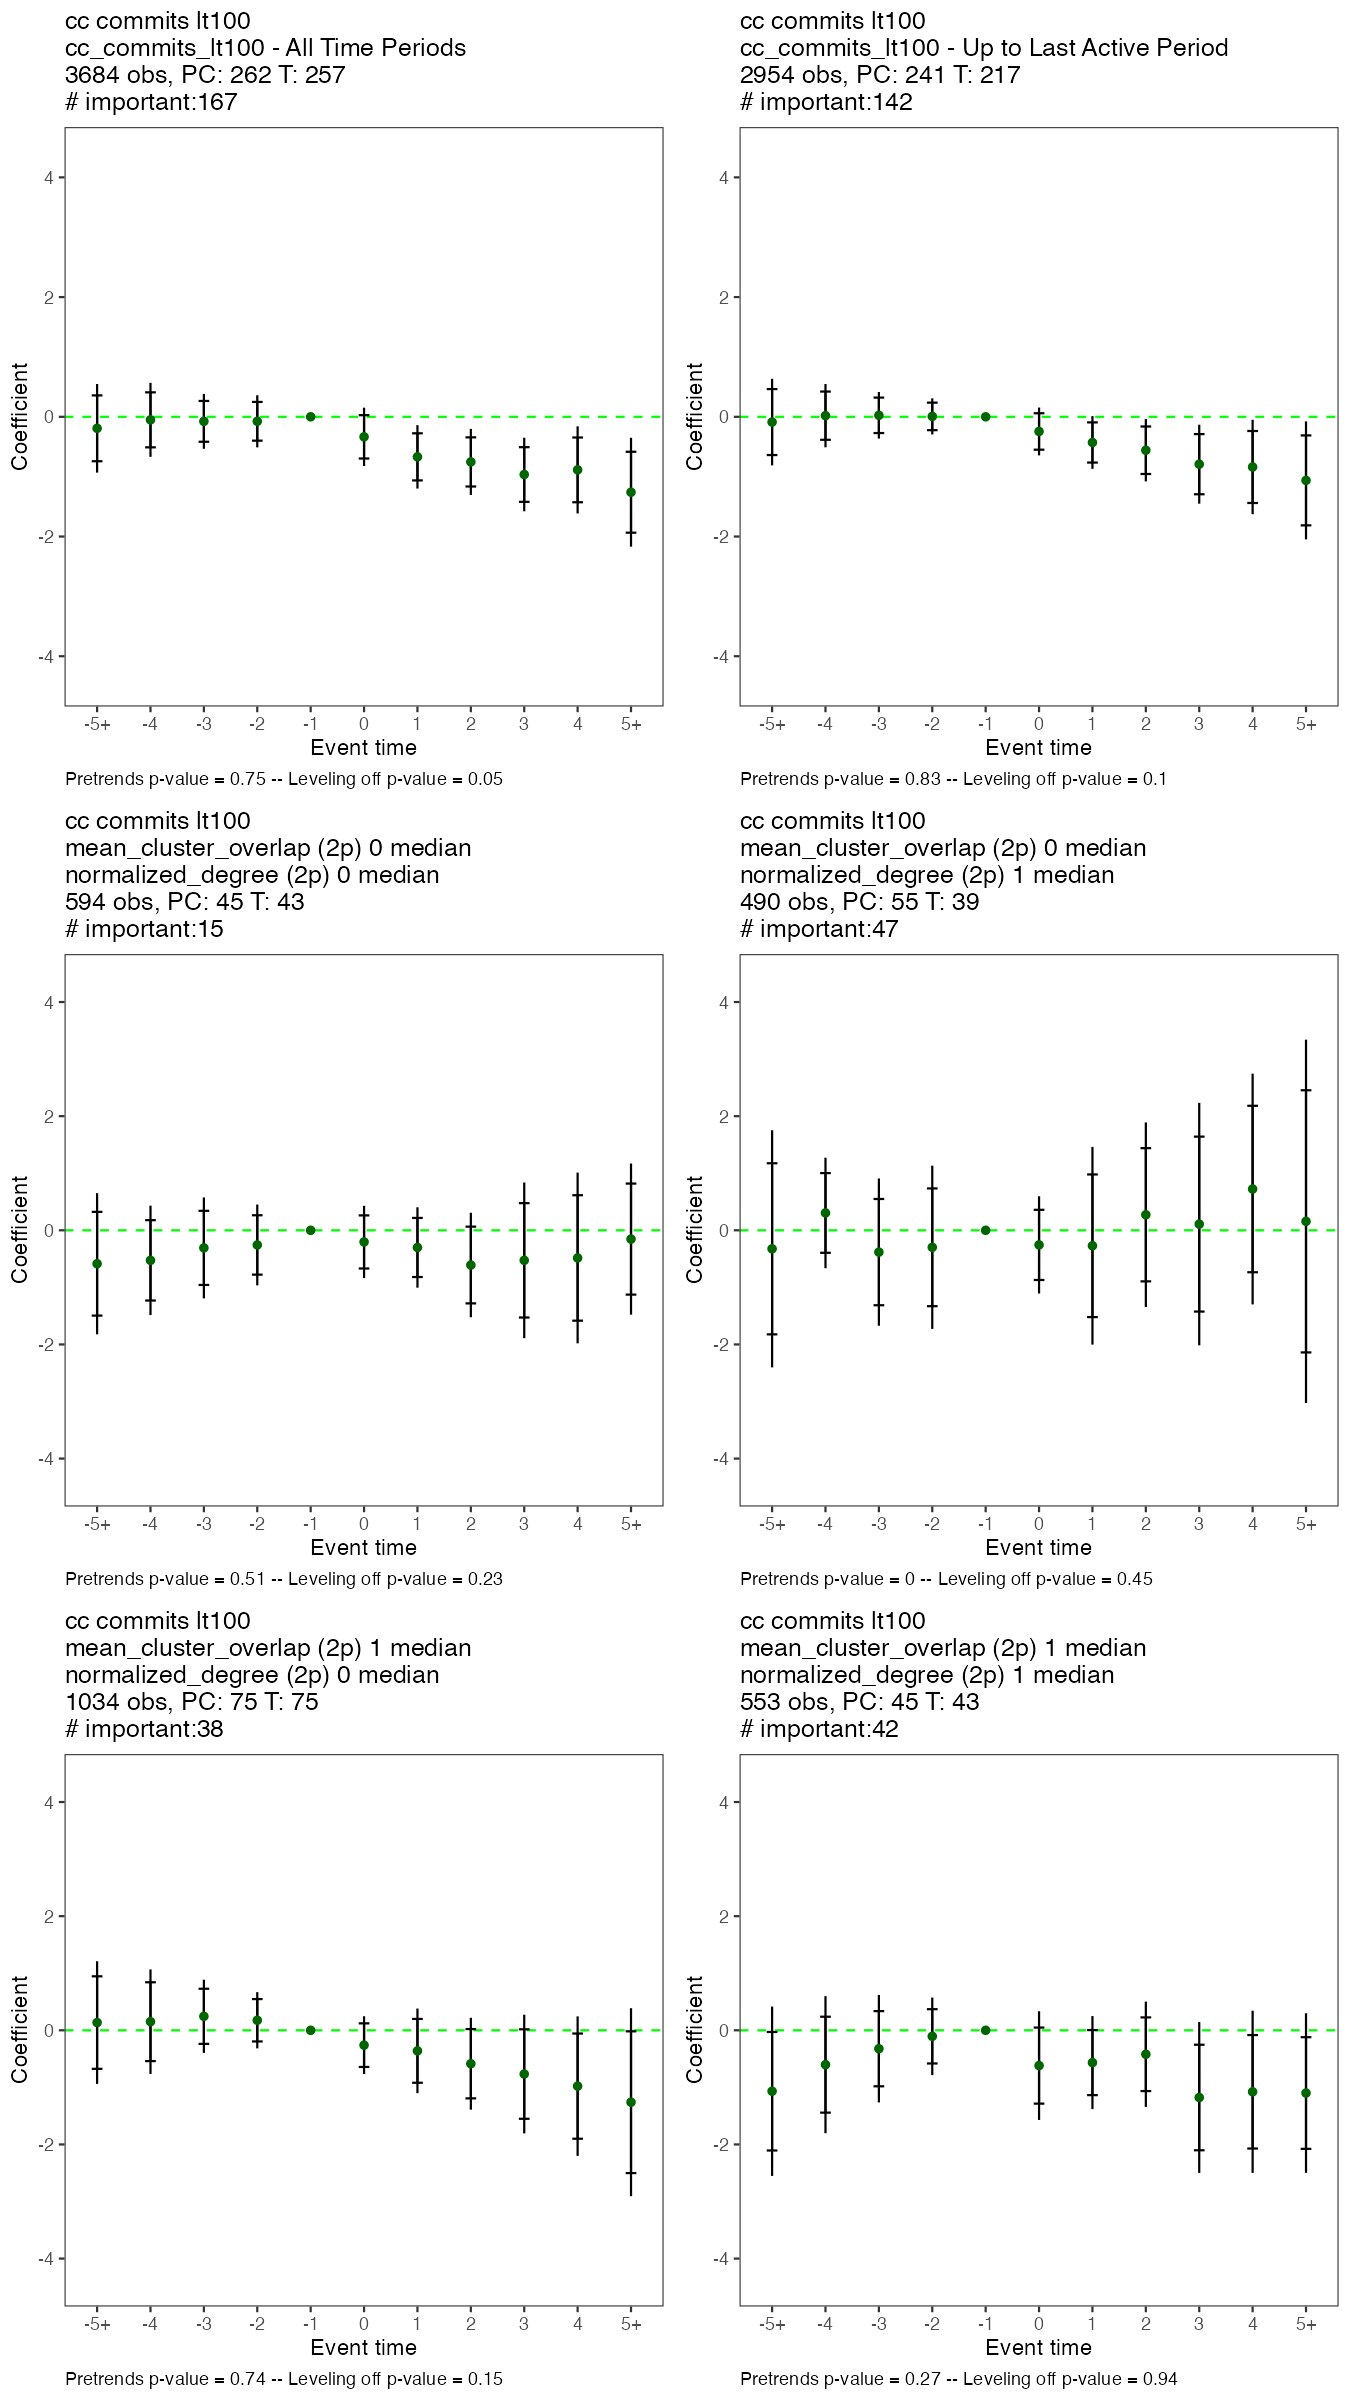 cc commits lt100
cc_commits_lt100 - All Time Periods
3684 obs, PC: 262 T: 257
# important:167
4
2
0
-2
-4
Coefficient
-5+ -4 -3 -2 -1 0 1 2 3 4 5+
Event time
Pretrends p-value = 0.75 -- Leveling off p-value = 0.05
cc commits lt100
cc_commits_lt100 - Up to Last Active Period
2954 obs, PC: 241 T: 217
# important:142
4
2
0
-2
-4
Coefficient
-5+ -4 -3 -2 -1 0 1 2 3 4 5+
Event time
Pretrends p-value = 0.83 -- Leveling off p-value = 0.1
cc commits lt100
mean_cluster_overlap (2p) 0 median
normalized_degree (2p) 0 median
594 obs, PC: 45 T: 43
# important:15
4
2
0
-2
-4
Coefficient
-5+ -4 -3 -2 -1 0 1 2 3 4 5+
Event time
Pretrends p-value = 0.51 -- Leveling off p-value = 0.23
cc commits lt100
mean_cluster_overlap (2p) 0 median
normalized_degree (2p) 1 median
490 obs, PC: 55 T: 39
# important:47
4
2
0
-2
-4
Coefficient
-5+ -4 -3 -2 -1 0 1 2 3 4 5+
Event time
Pretrends p-value = 0 -- Leveling off p-value = 0.45
cc commits lt100
mean_cluster_overlap (2p) 1 median
normalized_degree (2p) 0 median
1034 obs, PC: 75 T: 75
# important:38
4
2
0
-2
-4
Coefficient
-5+ -4 -3 -2 -1 0 1 2 3 4 5+
Event time
Pretrends p-value = 0.74 -- Leveling off p-value = 0.15
cc commits lt100
mean_cluster_overlap (2p) 1 median
normalized_degree (2p) 1 median
553 obs, PC: 45 T: 43
# important:42
4
2
0
-2
-4
Coefficient
-5+ -4 -3 -2 -1 0 1 2 3 4 5+
Event time
Pretrends p-value = 0.27 -- Leveling off p-value = 0.94